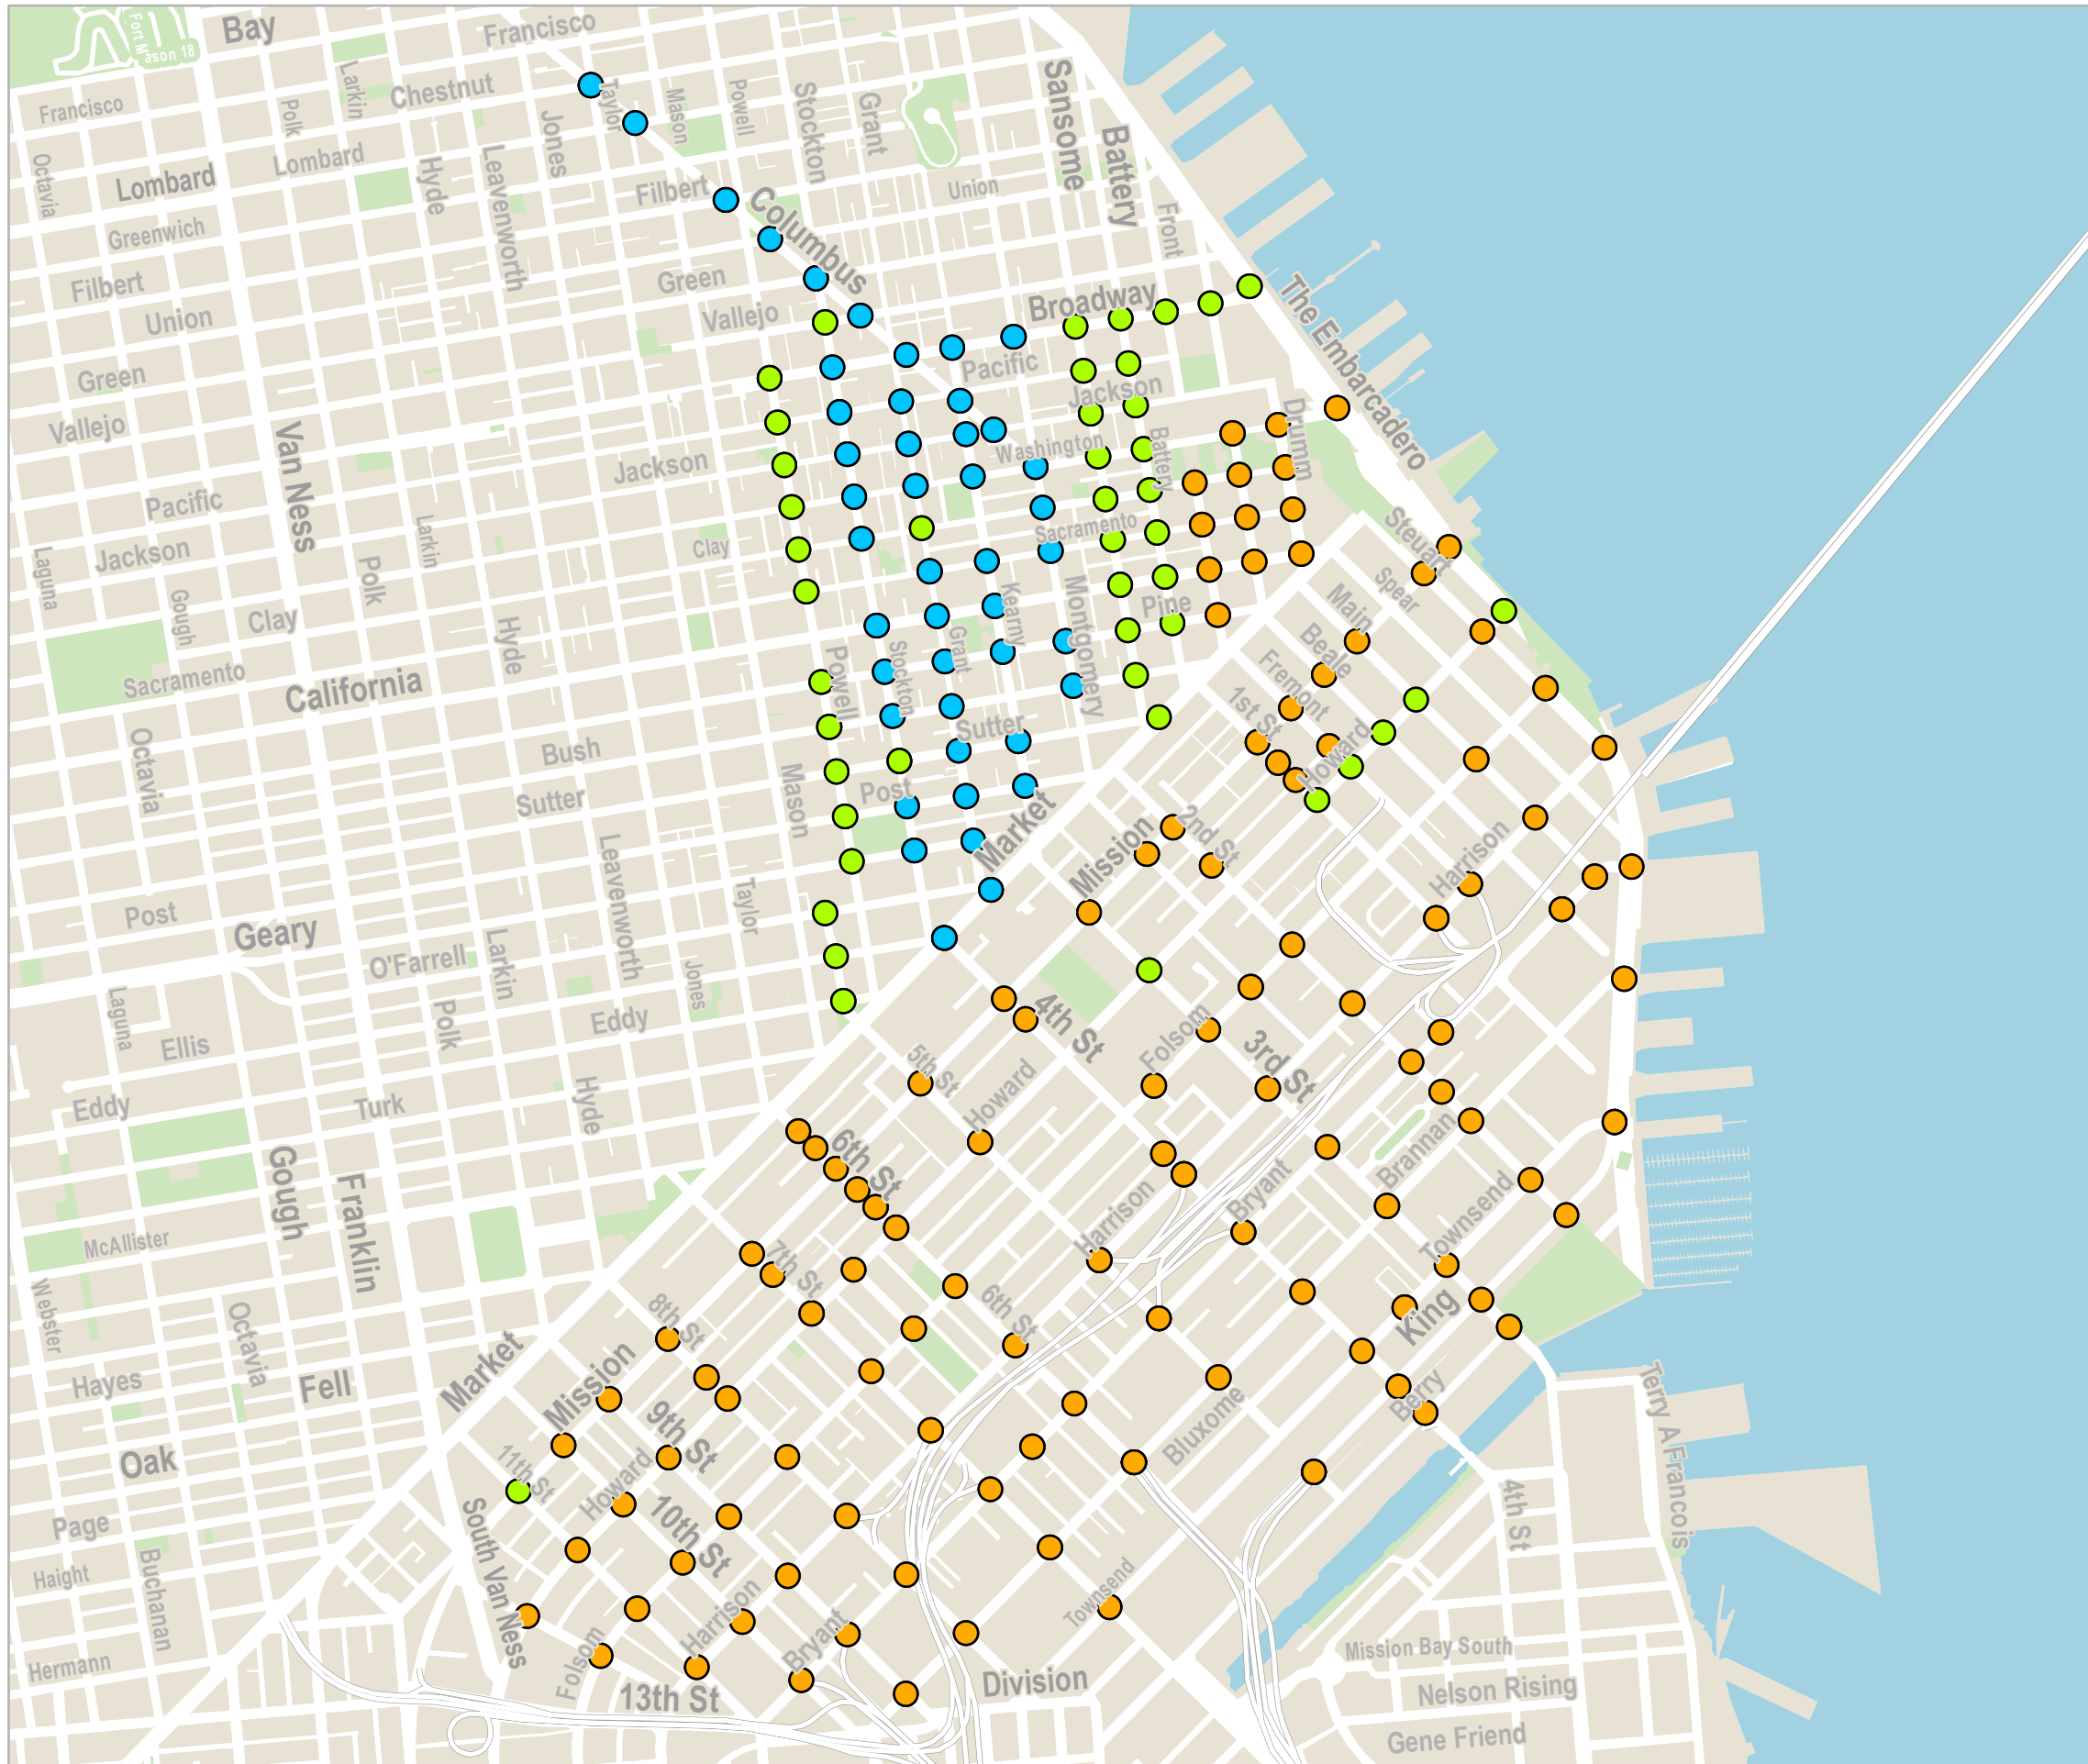 Bay
Francisco
Fort Mason 18
Francisco
Polk
Larkin
Chestnut
Jones
Taylor
Mason
Powell
Stockton
Grant
Sansome
Battery
Octavia
Lombard
Lombard
Hyde
Leavenworth
Filbert
Union
Columbus
Front
Greenwich
Filbert
Green
Broadway
The Embarcadero
Union
Vallejo
Pacific
Green
Jackson
Drumm
Vallejo
Van Ness
Jackson
Washington
Battery
Pacific
Larkin
Sacramento
Steuart
Jackson
Clay
Laguna
Polk
Spear
Gough
Clay
Hyde
Kearny
Montgomery
Pine
Main
Beale
Sacramento
California
Powell
Stockton
Grant
Fremont
1st St
Howard
Octavia
Bush
Sutter
Mason
Sutter
Post
Market
2nd St
Mission
Harrison
Post
Geary
Leavenworth
Taylor
O'Farrell
Larkin
Jones
Laguna
Polk
Eddy
4th St
Folsom
Ellis
5th St
Howard
3rd St
Eddy
Turk
Hyde
6th St
Brannan
Gough
Franklin
Harrison
Bryant
Townsend
McAllister
7th St
6th St
Webster
Octavia
8th St
King
Hayes
Fell
Market
Mission
9th St
Berry
Terry A Francois
Bluxome
Oak
11th St
Howard
10th St
4th St
Page
South Van Ness
Haight
Buchanan
Harrison
Bryant
Townsend
Hermann
Folsom
13th St
Division
Mission Bay South
Nelson Rising
Gene Friend